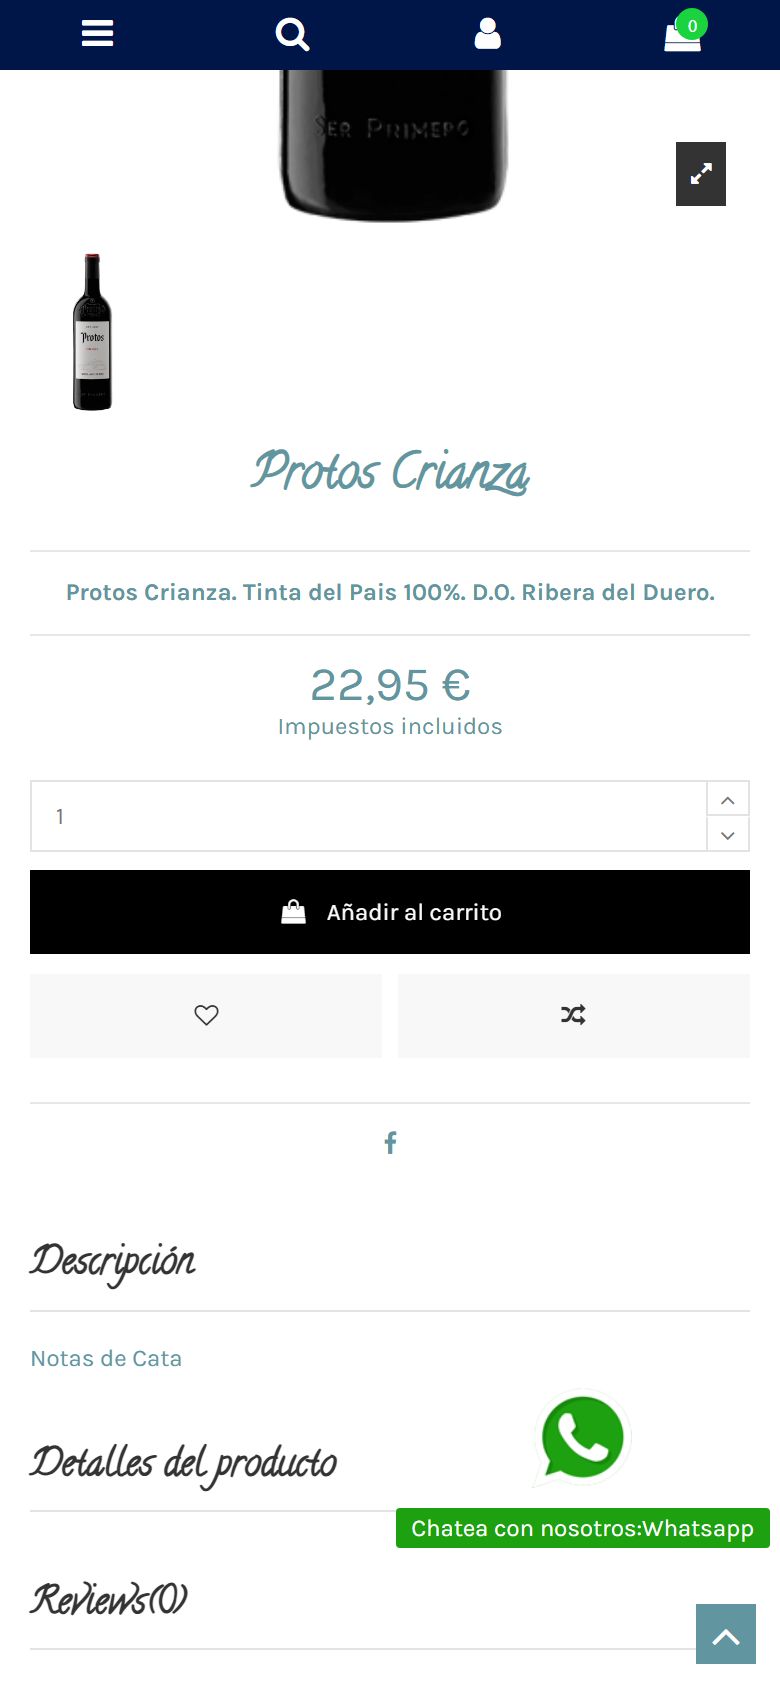 0
SER PRIMERO
Protos
Protos Crianza
Protos Crianza. Tinta del Pais 100%. D.O. Ribera del Duero.
22,95 €
Impuestos incluidos
1
Añadir al carrito
Descripción
Notas de Cata
Detalles del producto
Chatea con nosotros:Whatsapp
Reviews(0)